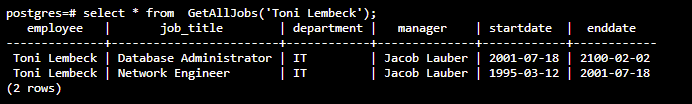 postgres=# select * from  GetAllJobs('Toni Lembeck');
   employee   |       job_title        | department |   manager    | startdate  |  enddate
--------------+------------------------+------------+--------------+------------+------------
 Toni Lembeck | Database Administrator | IT         | Jacob Lauber | 2001-07-18 | 2100-02-02
 Toni Lembeck | Network Engineer       | IT         | Jacob Lauber | 1995-03-12 | 2001-07-18
(2 rows)